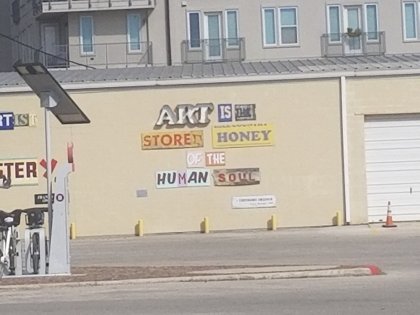 ART IS THE
STORED HONEY
OF THE
HUMAN SOUL